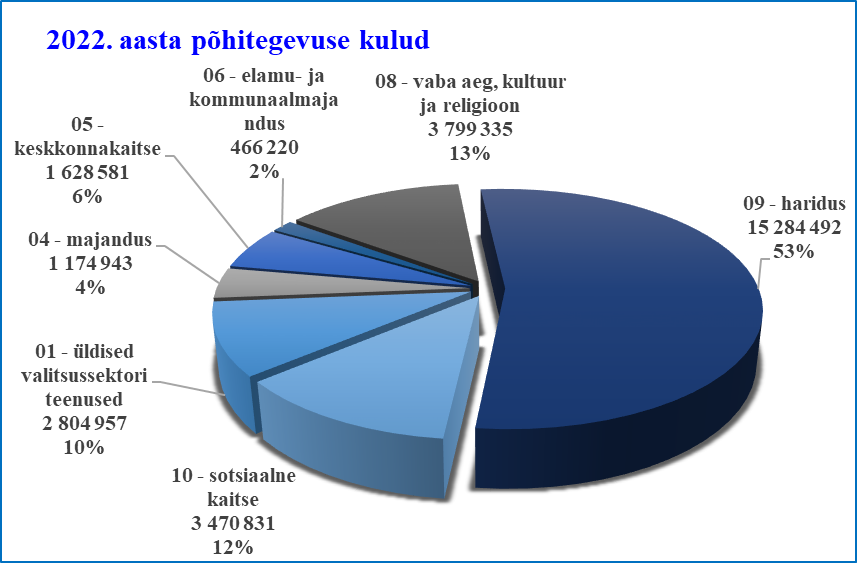 2022. aasta põhitegevuse kulud
06 - elamu- ja
kommunaalmaja
ndus
466 220
2%
08 - vaba aeg, kultuur
ja religioon
3 799 335
13%
05 -
keskkonnakaitse
1 628 581
6%
09 - haridus
15 284 492
53%
04 - majandus
1 174 943
4%
01 - üldised
valitsussektori
teenused
2 804 957
10%
10 - sotsiaalne
kaitse
3 470 831
12%